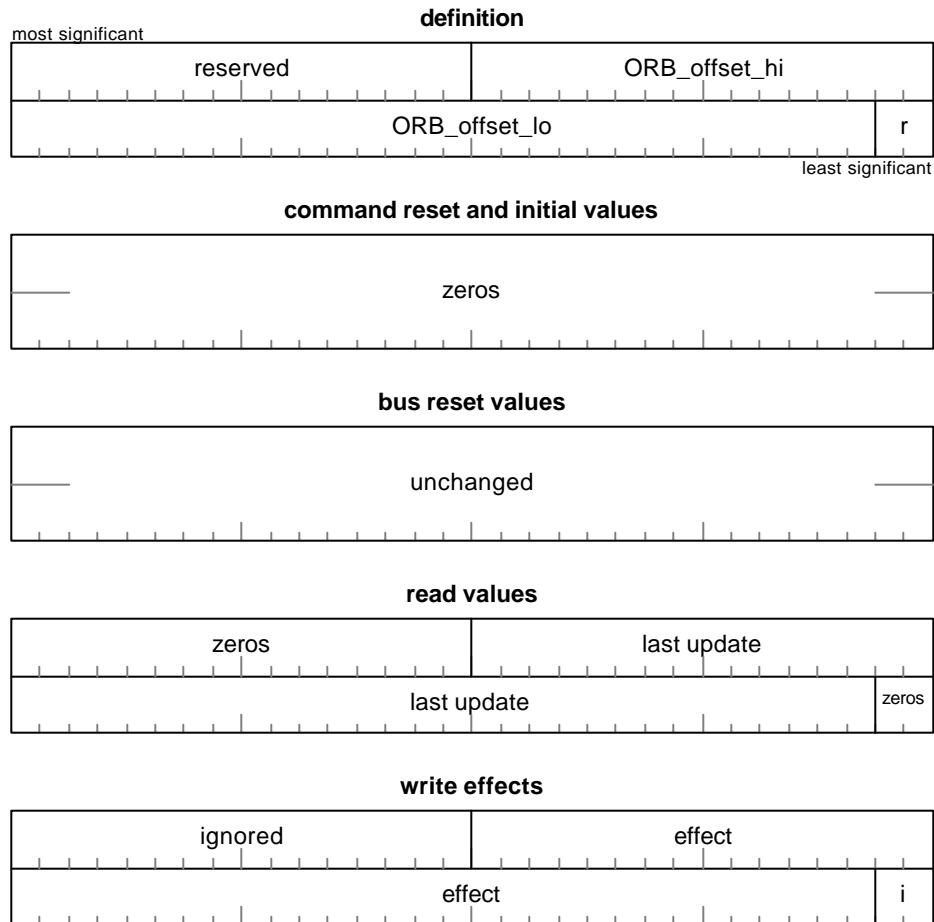 definition
most significant
reserved ORB_offset_hi
ORB_offset_lo r
least significant
command reset and initial values
zeros
bus reset values
unchanged
read values
zeros last update
last update zeros
write effects
ignored effect
effect i